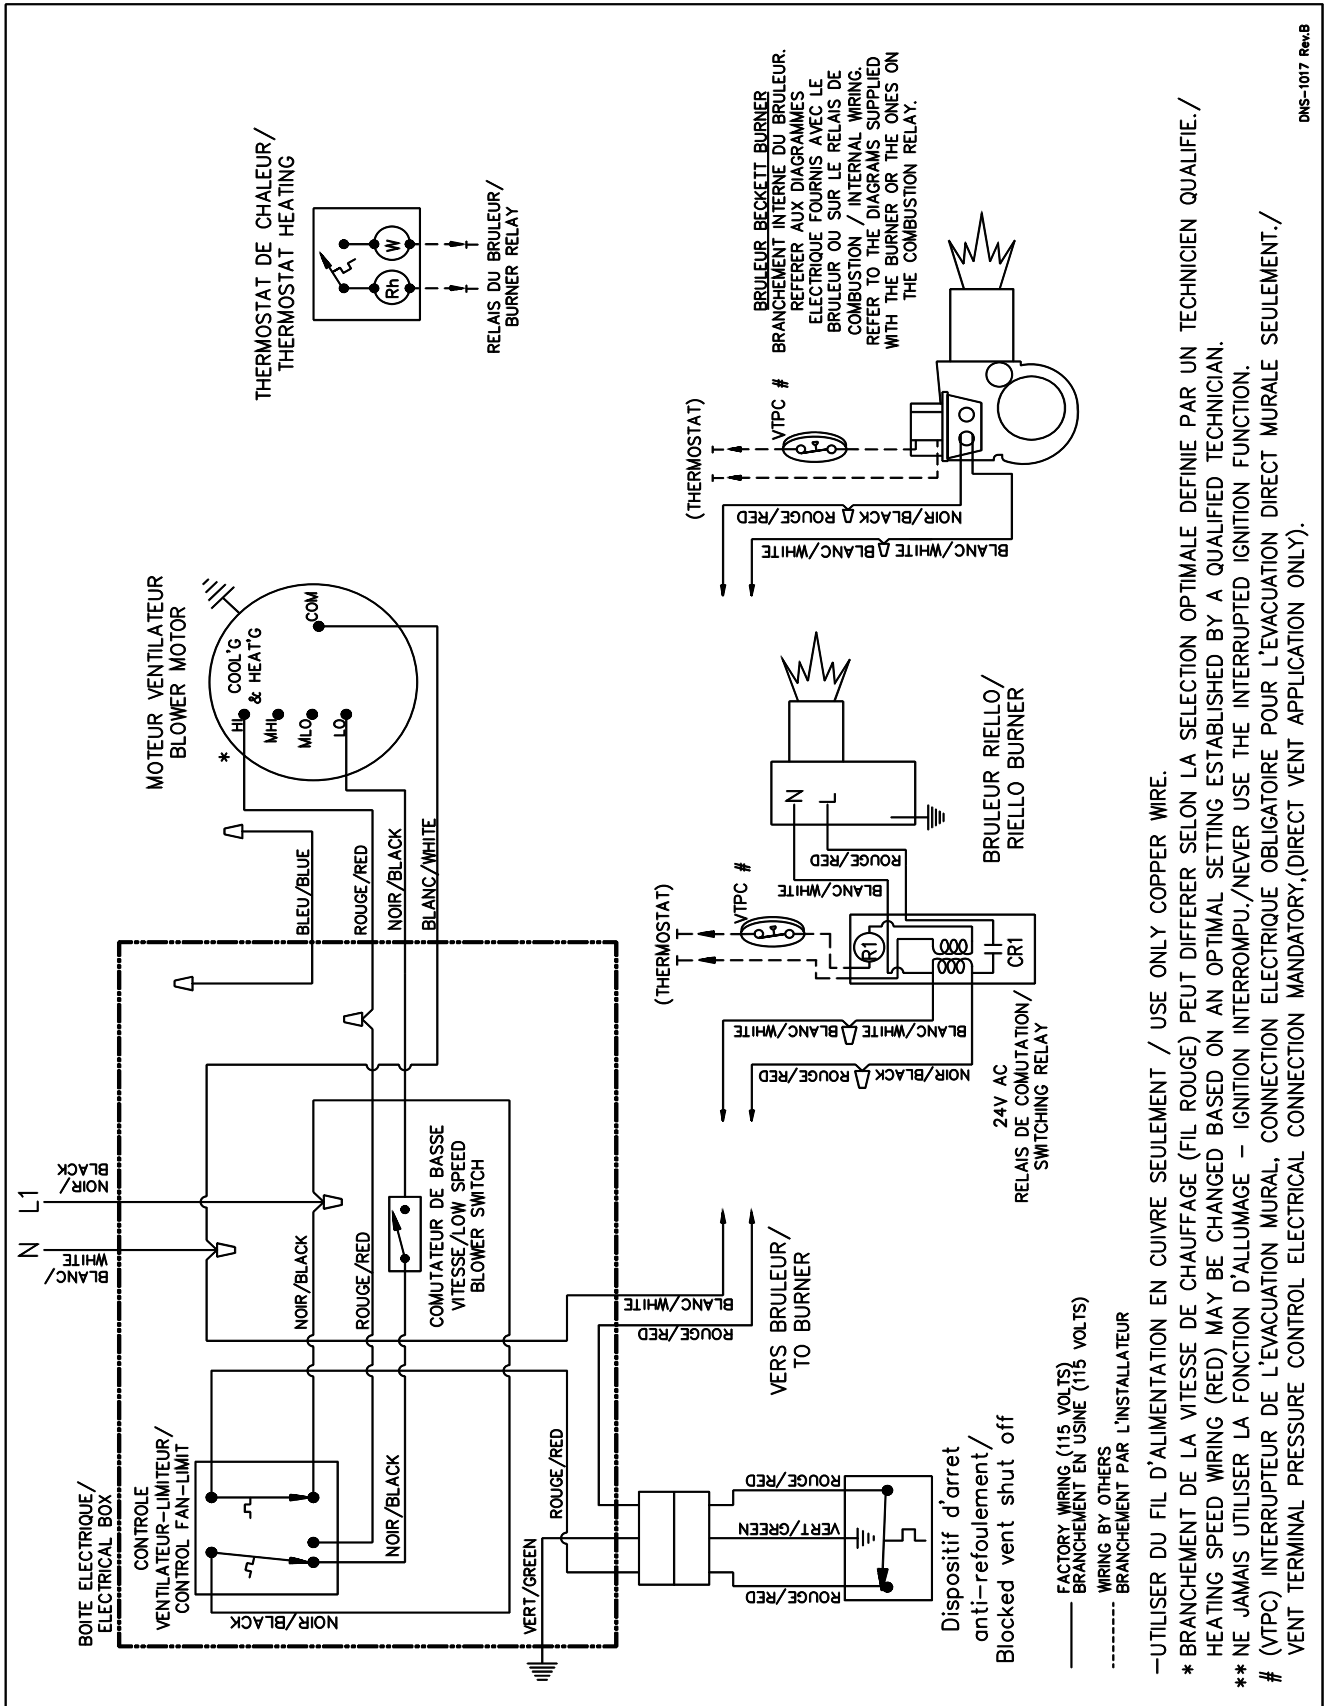 DNS-1017 Rev.B
THERMOSTAT DE CHALEUR/
THERMOSTAT HEATING
Rh
W
RELAIS DU BRULEUR/
BURNER RELAY
BRULEUR BECKETT BURNER
BRANCHEMENT INTERNE DU BRULEUR.
REFERER AUX DIAGRAMMES
ELECTRIQUE FOURNIS AVEC LE
BRULEUR OU SUR LE RELAIS DE
COMBUSTION / INTERNAL WIRING.
REFER TO THE DIAGRAMS SUPPLIED
WITH THE BURNER OR THE ONES ON
THE COMBUSTION RELAY.
(THERMOSTAT)
VTPC #
ROUGE/RED
NOIR/BLACK
BLANC/WHITE
BLANC/WHITE
MOTEUR VENTILATEUR
BLOWER MOTOR
COM
COOL'G
& HEAT'G
*
HI
MHI
MLO
LO
BLEU/BLUE
ROUGE/RED
NOIR/BLACK
BLANC/WHITE
BRULEUR RIELLO/
RIELLO BURNER
N
L
ROUGE/RED
BLANC/WHITE
(THERMOSTAT)
VTPC #
R1
CR1
BLANC/WHITE
BLANC/WHITE
ROUGE/RED
NOIR/BLACK
24V AC
RELAIS DE COMUTATION/
SWITCHING RELAY
L1
NOIR/
BLACK
N
BLANC/
WHITE
COMUTATEUR DE BASSE
VITESSE/LOW SPEED
BLOWER SWITCH
NOIR/BLACK
ROUGE/RED
BLANC/WHITE
ROUGE/RED
VERS BRULEUR/
TO BURNER
BOITE ELECTRIQUE/
ELECTRICAL BOX
CONTROLE
VENTILATEUR-LIMITEUR/
CONTROL FAN-LIMIT
NOIR/BLACK
NOIR/BLACK
ROUGE/RED
VERT/GREEN
ROUGE/RED
VERT/GREEN
ROUGE/RED
Dispositif d'arret
anti-refoulement/
Blocked vent shut off
FACTORY WIRING (115 VOLTS)
BRANCHEMENT EN USINE (115 VOLTS)
WIRING BY OTHERS
BRANCHEMENT PAR L'INSTALLATEUR
-UTILISER DU FIL D'ALIMENTATION EN CUIVRE SEULEMENT / USE ONLY COPPER WIRE.
* BRANCHEMENT DE LA VITESSE DE CHAUFFAGE (FIL ROUGE) PEUT DIFFERER SELON LA SELECTION OPTIMALE DEFINIE PAR UN TECHNICIEN QUALIFIE./
HEATING SPEED WIRING (RED) MAY BE CHANGED BASED ON AN OPTIMAL SETTING ESTABLISHED BY A QUALIFIED TECHNICIAN.
** NE JAMAIS UTILISER LA FONCTION D'ALLUMAGE - IGNITION INTERROMPU./NEVER USE THE INTERRUPTED IGNITION FUNCTION.
# (VTPC) INTERRUPTEUR DE L'EVACUATION MURAL, CONNECTION ELECTRIQUE OBLIGATOIRE POUR L'EVACUATION DIRECT MURALE SEULEMENT./
VENT TERMINAL PRESSURE CONTROL ELECTRICAL CONNECTION MANDATORY,(DIRECT VENT APPLICATION ONLY).